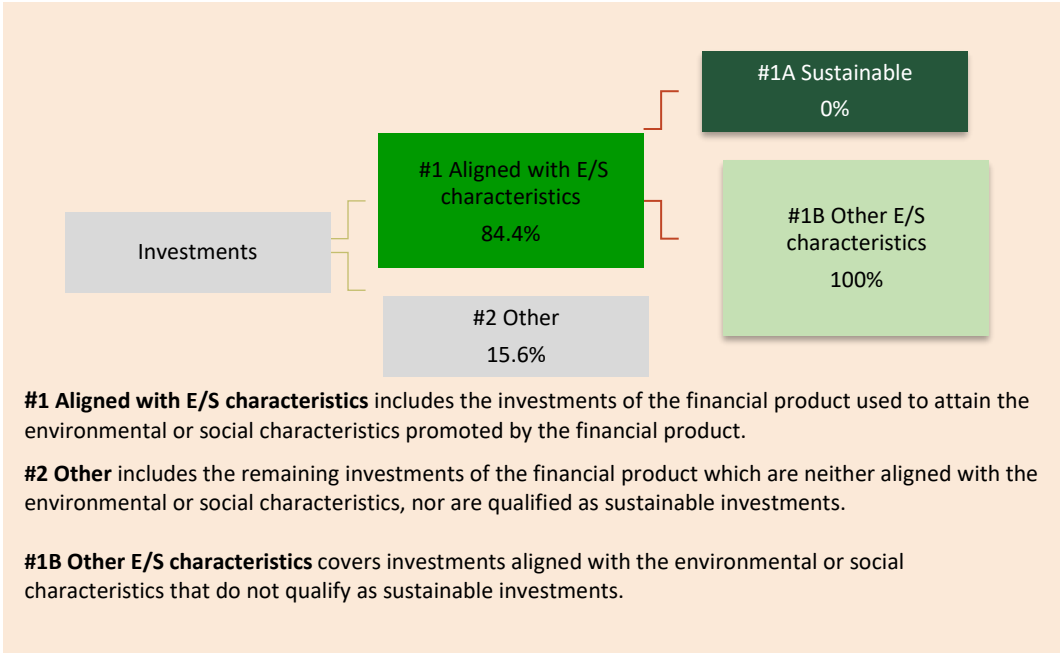 #1A Sustainable
0%
#1 Aligned with E/S
characteristics
84.4%
#1B Other E/S
characteristics
100%
Investments
#2 Other
15.6%
#1 Aligned with E/S characteristics includes the investments of the financial product used to attain the
environmental or social characteristics promoted by the financial product.
#2 Other includes the remaining investments of the financial product which are neither aligned with the
environmental or social characteristics, nor are qualified as sustainable investments.
#1B Other E/S characteristics covers investments aligned with the environmental or social
characteristics that do not qualify as sustainable investments.